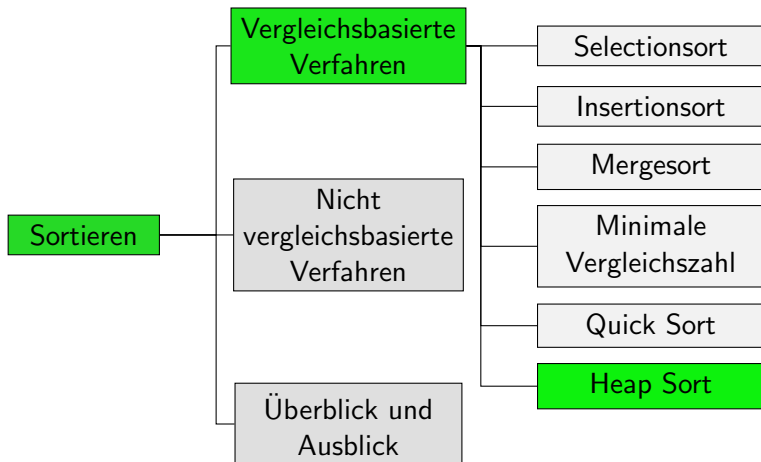 Sortieren
Vergleichsbasierte
Verfahren
Nicht
vergleichsbasierte
Verfahren
Überblick und
Ausblick
Selectionsort
Insertionsort
Mergesort
Minimale
Vergleichszahl
Quick Sort
Heap Sort